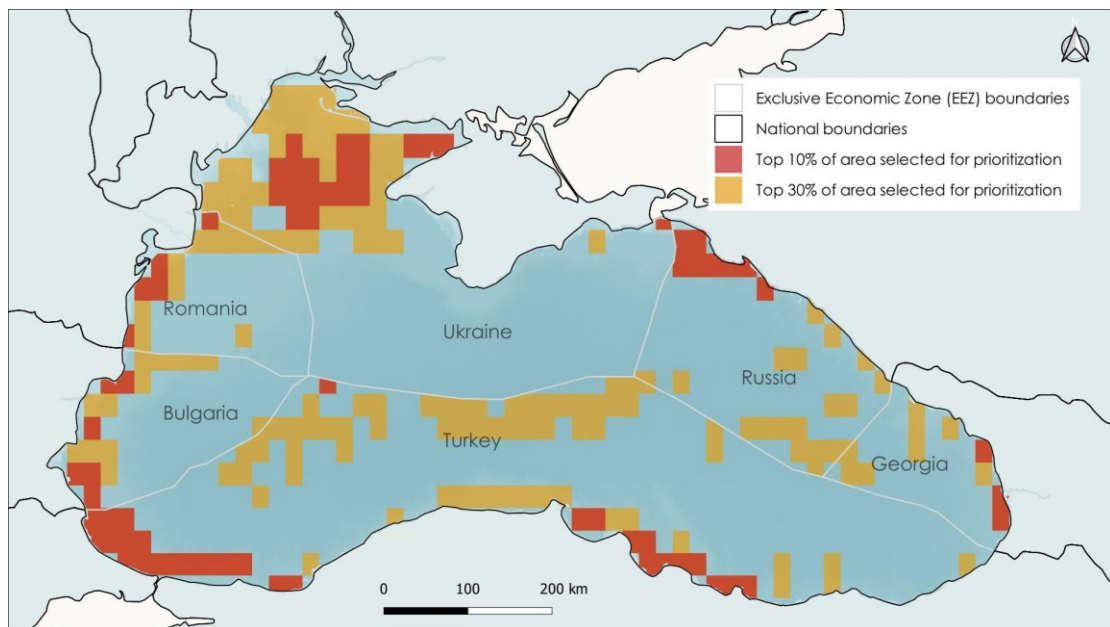 Exclusive Economic Zone (EEZ) boundaries
National boundaries
Top 10% of area selected for prioritization
Top 30% of area selected for prioritization
Romania
Ukraine
Russia
Bulgaria
Turkey
Georgia
0 100 200 km